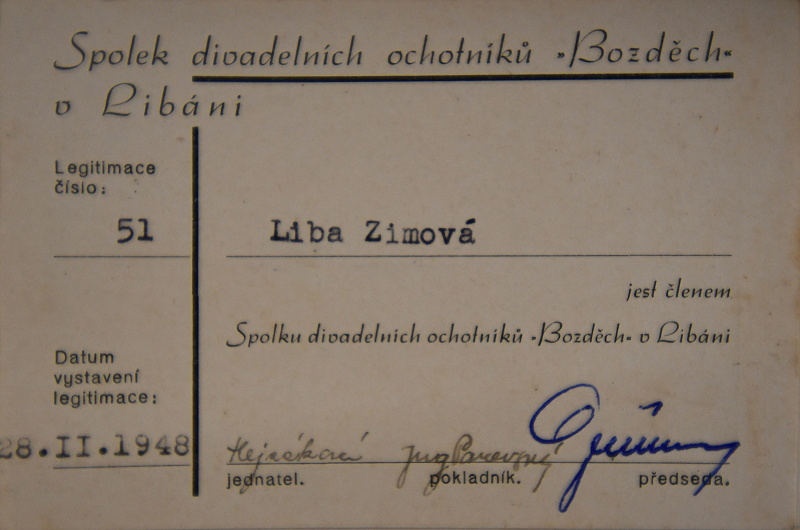 Spolek divadelních ochotníků »Bozděch«
v Libáni
Legitimace
číslo:
51
Liba Zimová
jest členem
Spolku divadelních ochotníků »Bozděch« v Libáni
Datum
vystavení
legitimace:
28.II.1948
jednatel. pokladník. předseda.